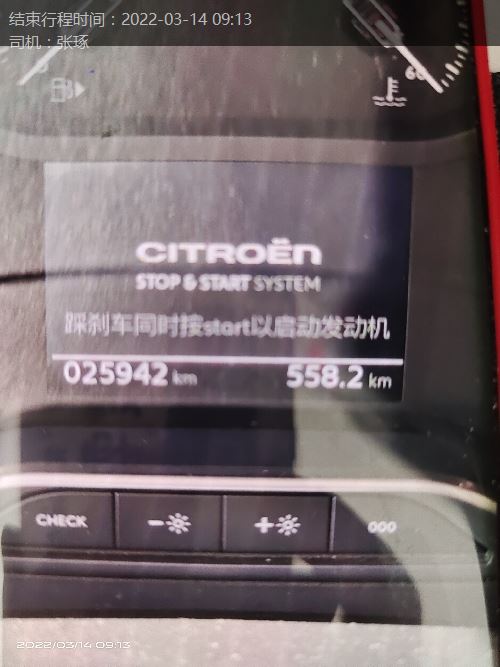 结束行程时间：2022-03-14 09:13
司机：张琢
60
CITROËN
STOP & START SYSTEM
踩刹车同时按start以启动发动机
025942 km 558.2 km
CHECK - + 000
2022/03/14 09:13